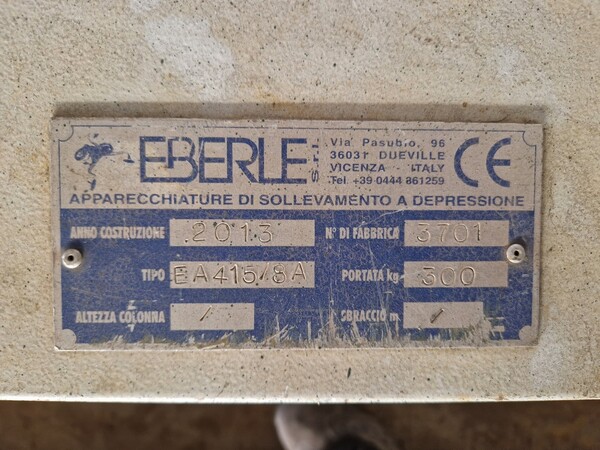 EBERLE s.r.l.
Via Pasubio, 96
36031 DUEVILLE
VICENZA - ITALY
Tel. +39 0444 861259
CE
APPARECCHIATURE DI SOLLEVAMENTO A DEPRESSIONE
ANNO COSTRUZIONE 2013 N° DI FABBRICA 3701
TIPO EA415/8A PORTATA kg 300
ALTEZZA COLONNA / SBRACCIO m /